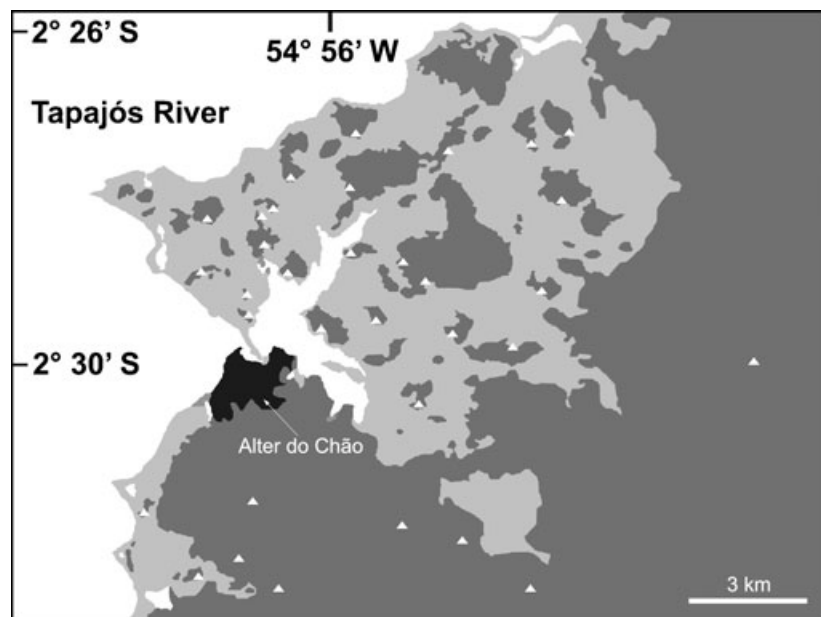 2° 26’ S
54° 56’ W
Tapajós River
2° 30’ S
Alter do Chão
3 km